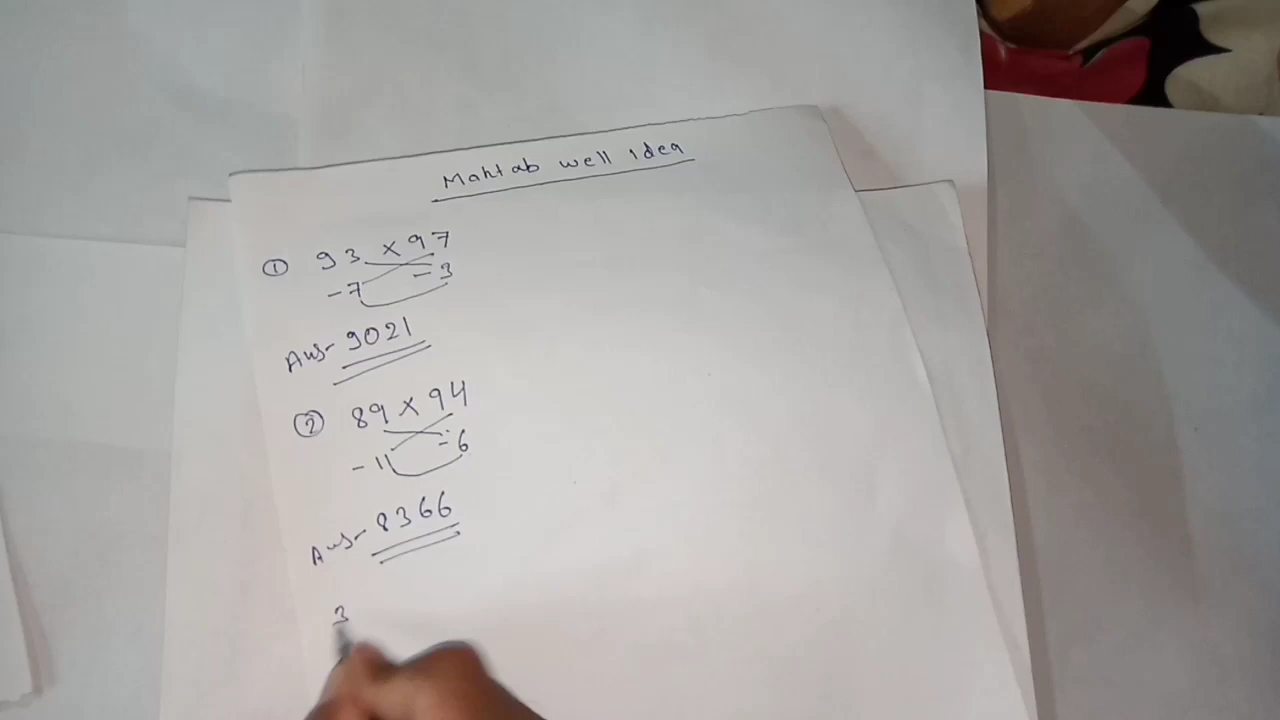 Mahtab well idea
① 93 × 97
-7 -3
Ans- 9021
② 89 × 94
-11 -6
Ans- 8366
3